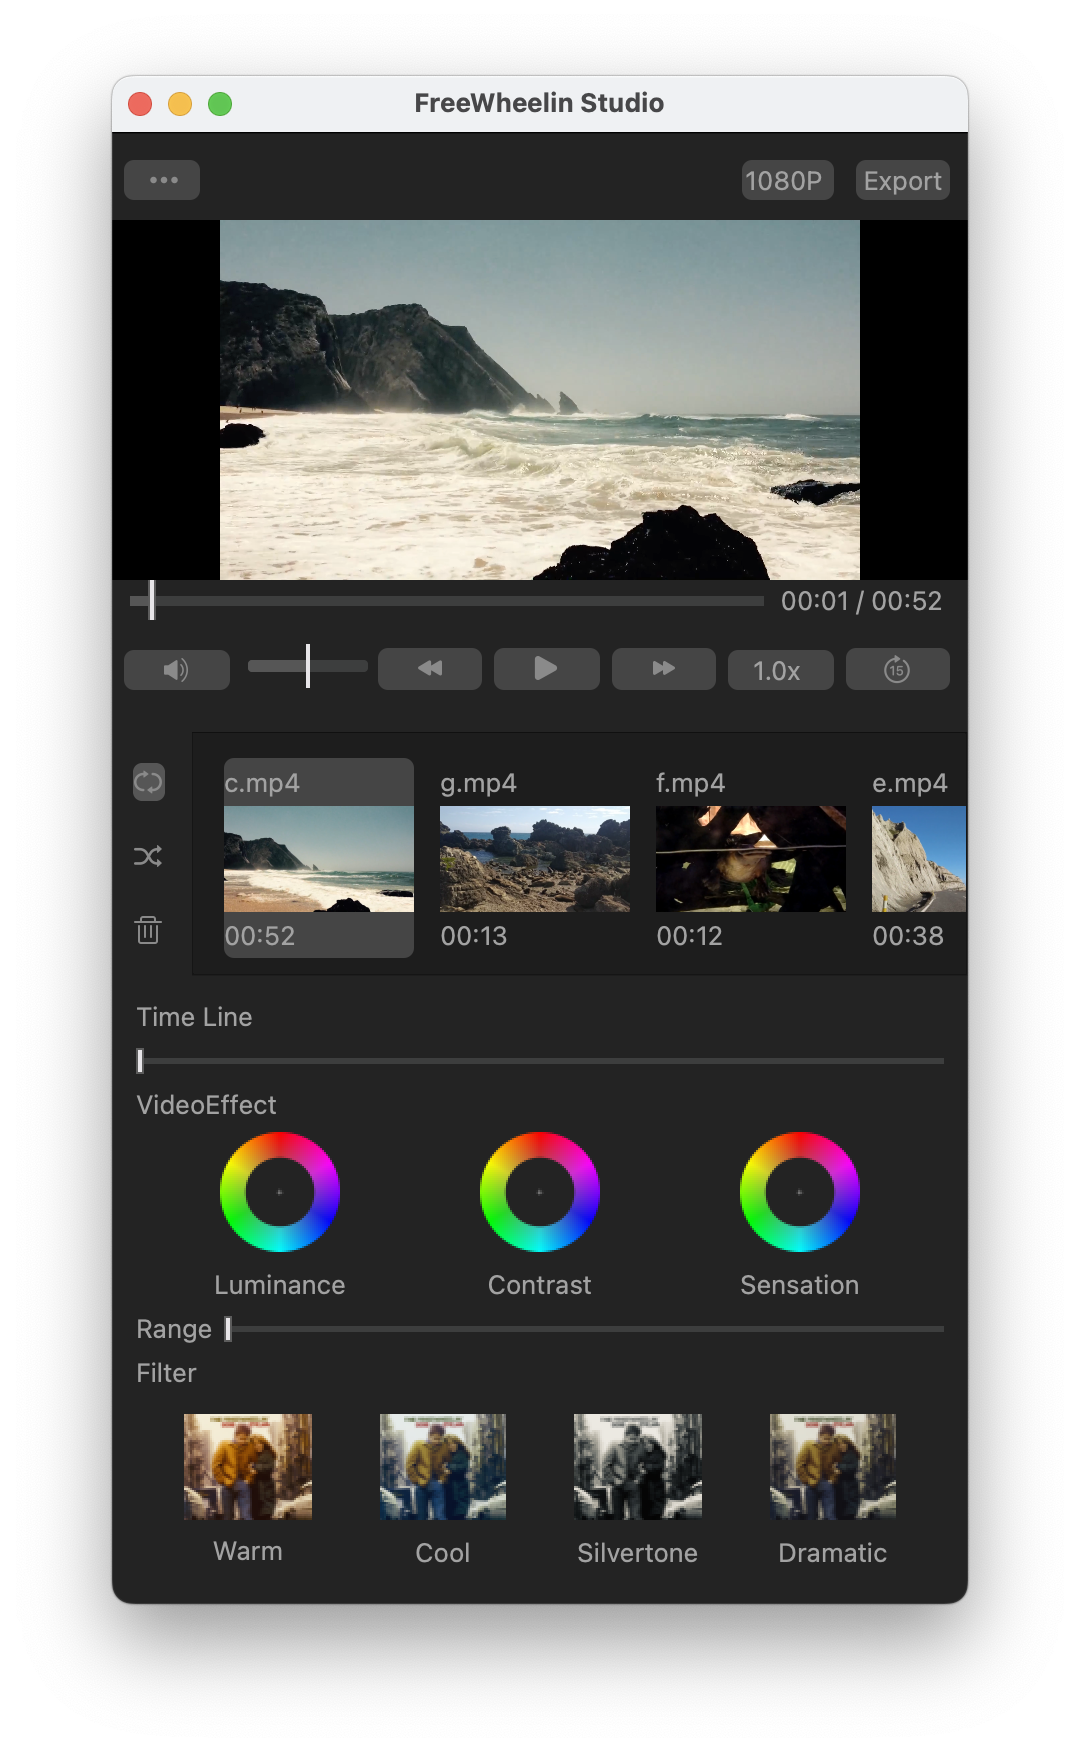 FreeWheelin Studio
1080P Export
00:01 / 00:52
1.0x 15
c.mp4 g.mp4 f.mp4 e.mp4
00:52 00:13 00:12 00:38
Time Line
VideoEffect
Luminance Contrast Sensation
Range
Filter
Warm Cool Silvertone Dramatic